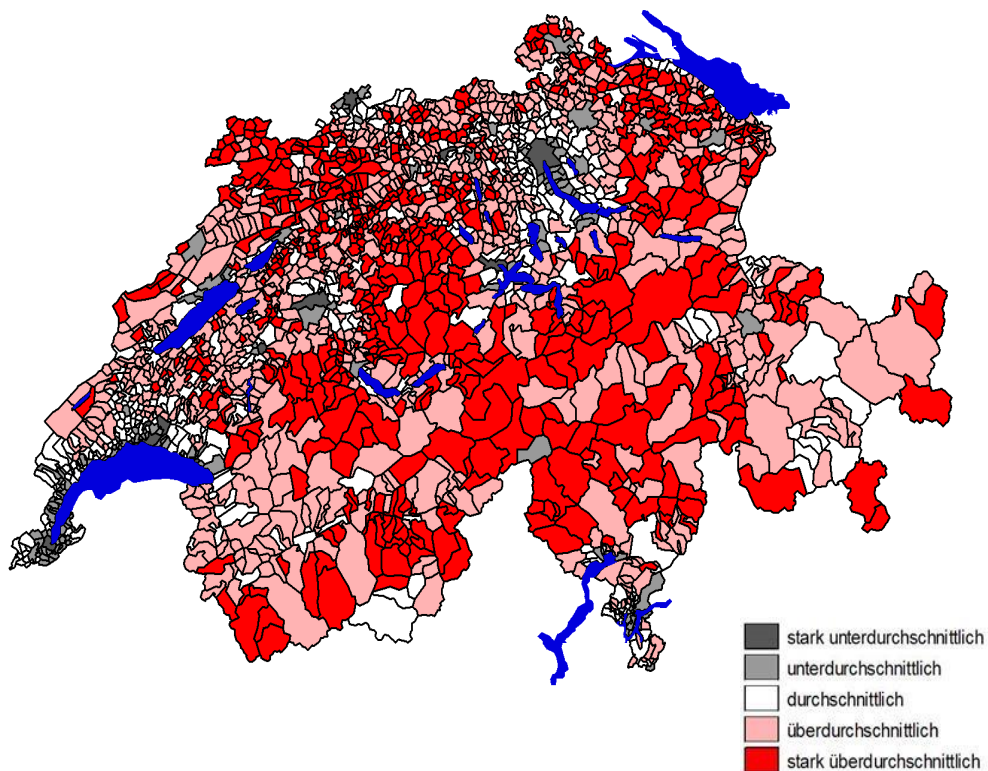 stark unterdurchschnittlich
unterdurchschnittlich
durchschnittlich
überdurchschnittlich
stark überdurchschnittlich